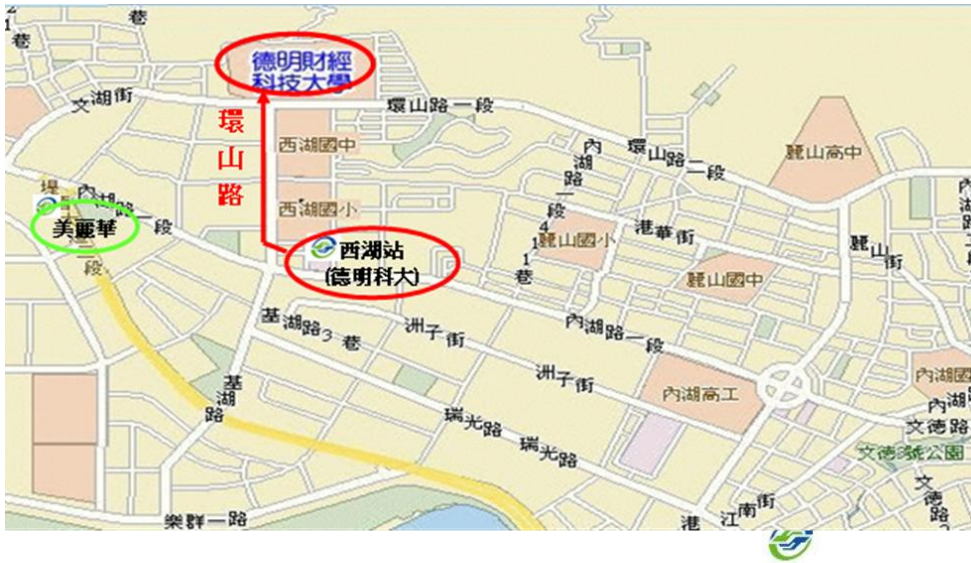 巷
巷
德明財經
科技大學
文湖街
環山路一段
環
山
路
西湖國中
內湖路一段411巷
環山路二段
麗山高中
堤
內湖路一段
美麗華
二段
西湖國小
西湖站
(德明科大)
麗山國小
港華街
麗山國中
麗山街
基湖路3巷
洲子街
內湖路一段
洲子街
內湖高工
內湖國
內湖
文德路
基湖路
瑞光路
瑞光路
文德3號公園
文德路
樂群一路
港
江南街